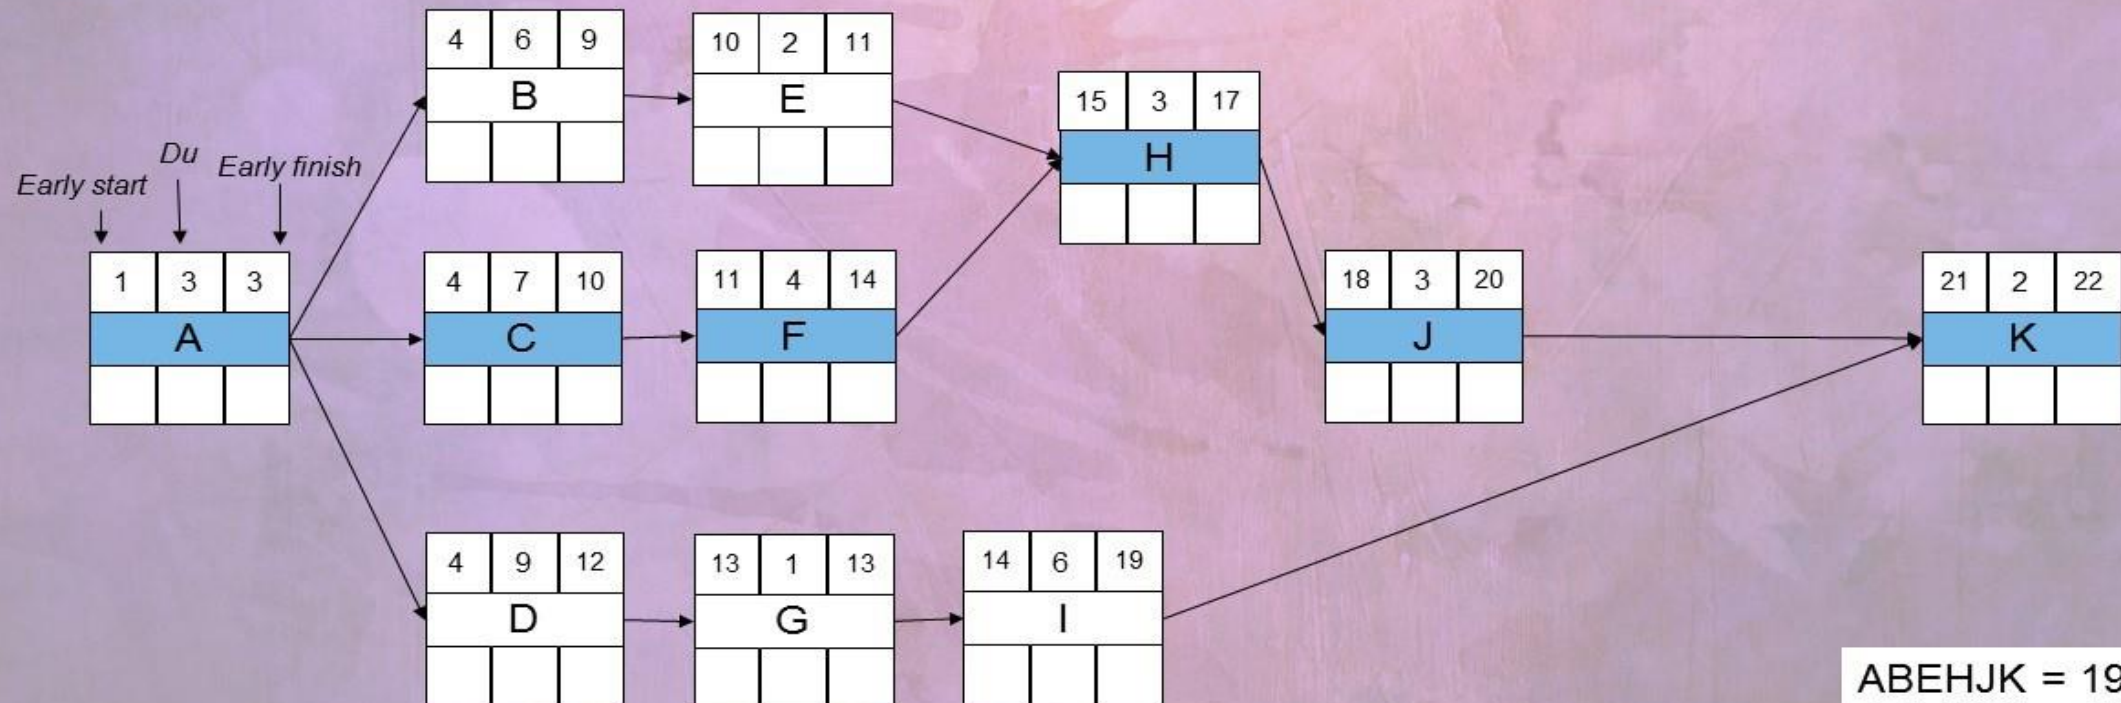 4 6 9
B
10 2 11
E
15 3 17
H
Early start
Du
Early finish
1 3 3
A
4 7 10
C
11 4 14
F
18 3 20
J
21 2 22
K
4 9 12
D
13 1 13
G
14 6 19
I
ABEHJK = 19